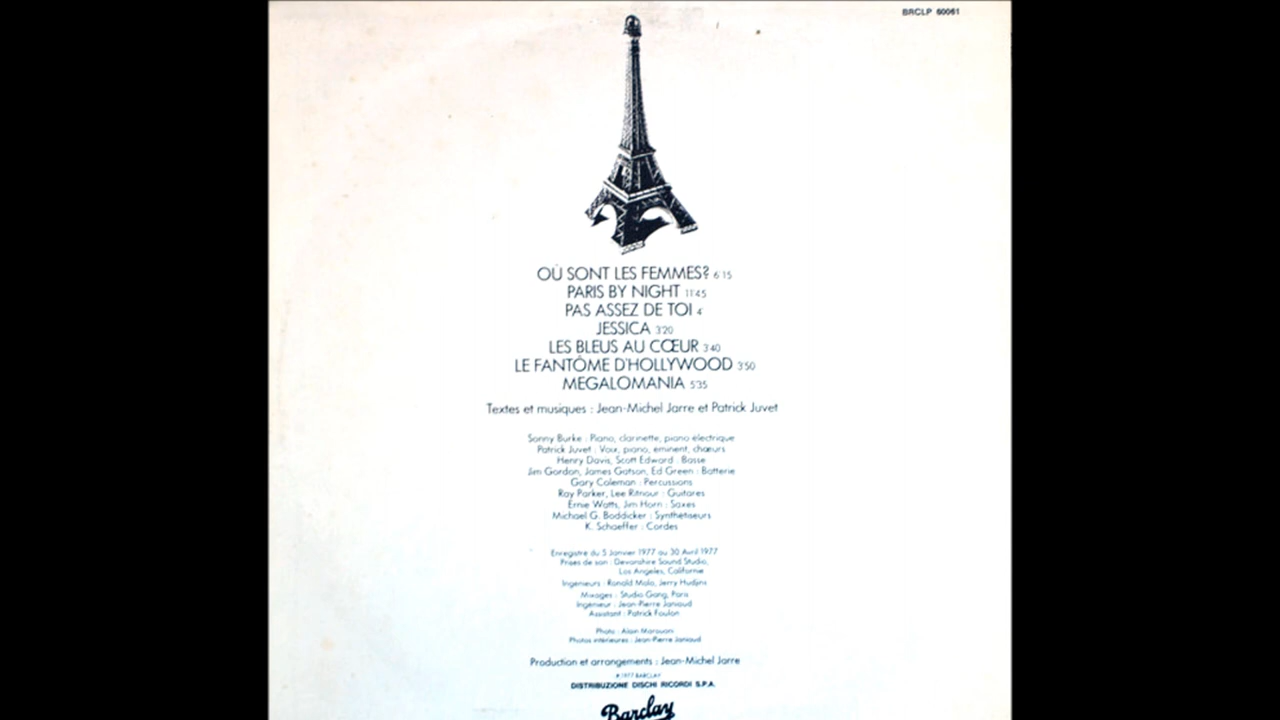 BRCLP 60061
OÙ SONT LES FEMMES? 6'15
PARIS BY NIGHT 11'45
PAS ASSEZ DE TOI 4'
JESSICA 3'20
LES BLEUS AU CŒUR 3'40
LE FANTÔME D'HOLLYWOOD 3'50
MEGALOMANIA 5'35
Textes et musiques : Jean-Michel Jarre et Patrick Juvet
Sonny Burke : Piano, clarinette, piano électrique
Patrick Juvet : Voix, piano, eminent, chœurs
Henry Davis, Scott Edward : Basse
Jim Gordon, James Gatson, Ed Green : Batterie
Gary Coleman : Percussions
Ray Parker, Lee Ritnour : Guitares
Ernie Watts, Jim Horn : Saxes
Michael G. Boddicker : Synthétiseurs
K. Schaeffer : Cordes
Enregistré du 5 Janvier 1977 au 30 Avril 1977
Prises de son : Devonshire Sound Studio,
Los Angeles, Californie
Ingénieurs : Ronald Malo, Jerry Hudjins
Mixages : Studio Gang, Paris
Ingénieur : Jean-Pierre Janiaud
Assistant : Patrick Foulon
Photo : Alain Marouani
Photos intérieures : Jean-Pierre Janiaud
Production et arrangements : Jean-Michel Jarre
℗ 1977 BARCLAY
DISTRIBUZIONE DISCHI RICORDI S.P.A.
Barclay